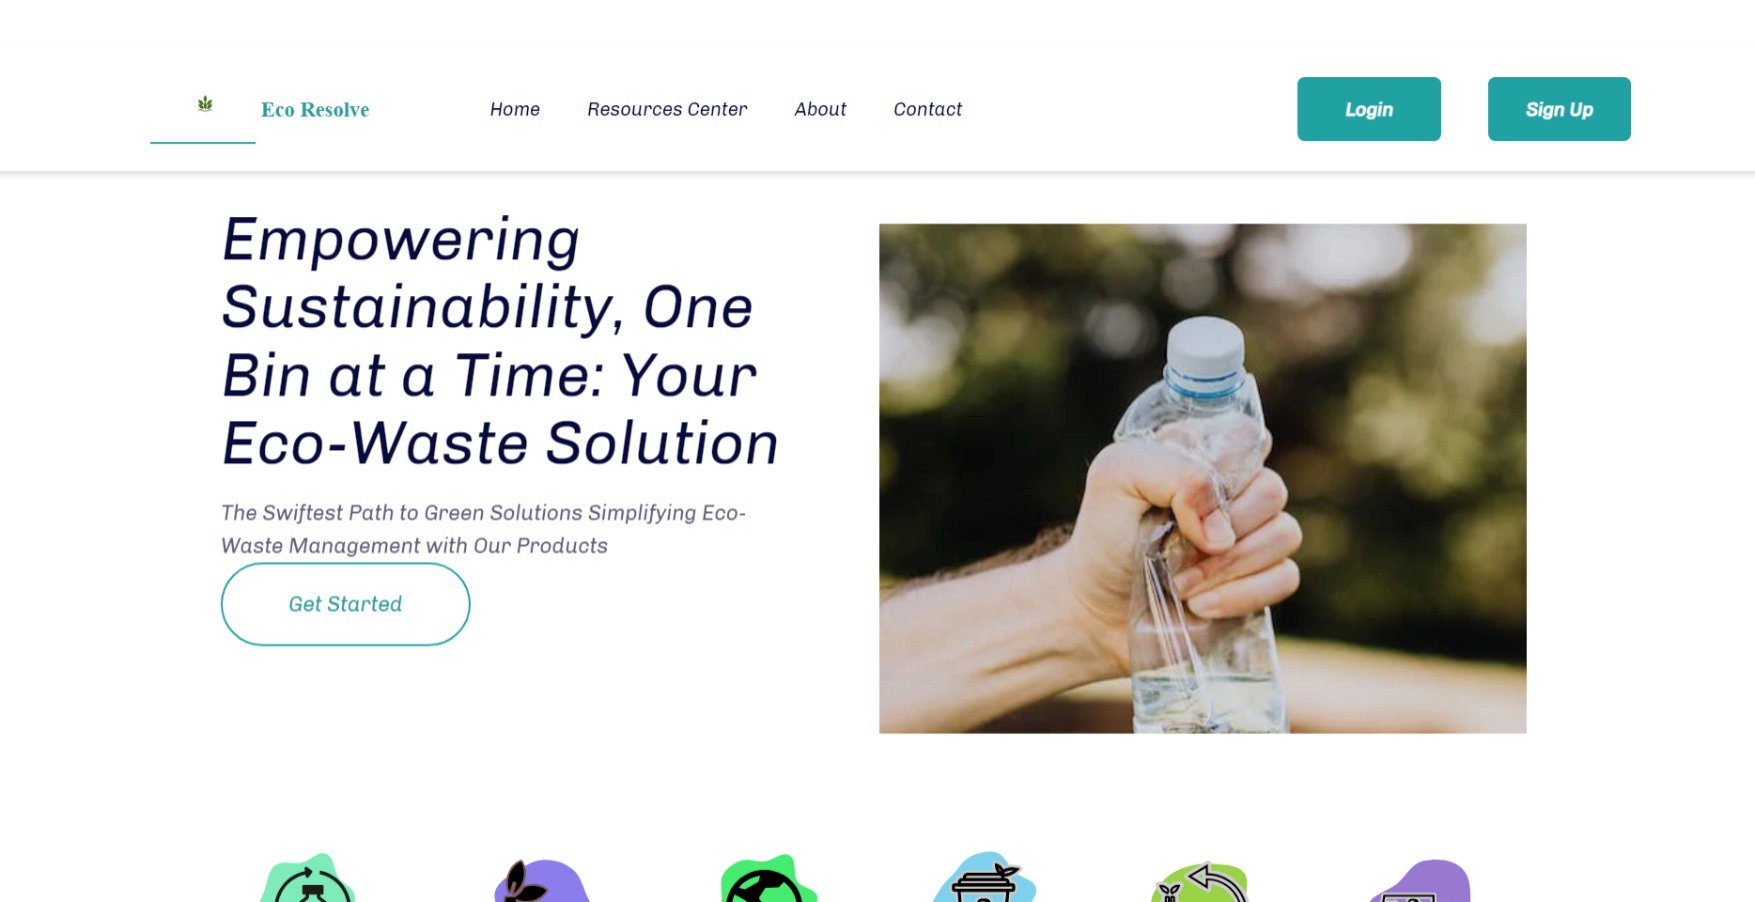 Eco Resolve
Home
Resources Center
About
Contact
Login
Sign Up
Empowering
Sustainability, One
Bin at a Time: Your
Eco-Waste Solution
The Swiftest Path to Green Solutions Simplifying Eco-
Waste Management with Our Products
Get Started